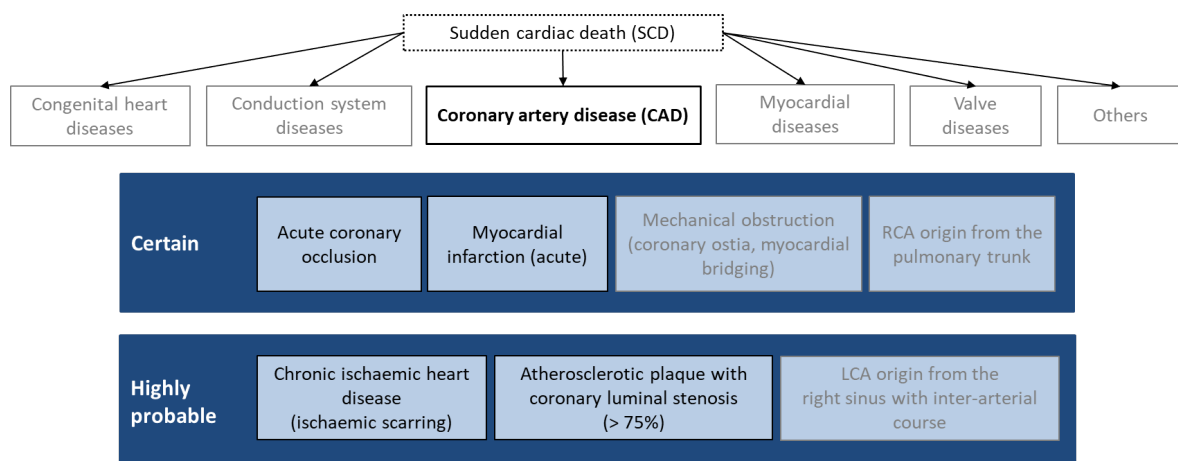 Sudden cardiac death (SCD)
Congenital heart
diseases
Conduction system
diseases
Coronary artery disease (CAD)
Myocardial
diseases
Valve
diseases
Others
Certain
Acute coronary
occlusion
Myocardial
infarction (acute)
Mechanical obstruction
(coronary ostia, myocardial
bridging)
RCA origin from the
pulmonary trunk
Highly
probable
Chronic ischaemic heart
disease
(ischaemic scarring)
Atherosclerotic plaque with
coronary luminal stenosis
(> 75%)
LCA origin from the
right sinus with inter-arterial
course